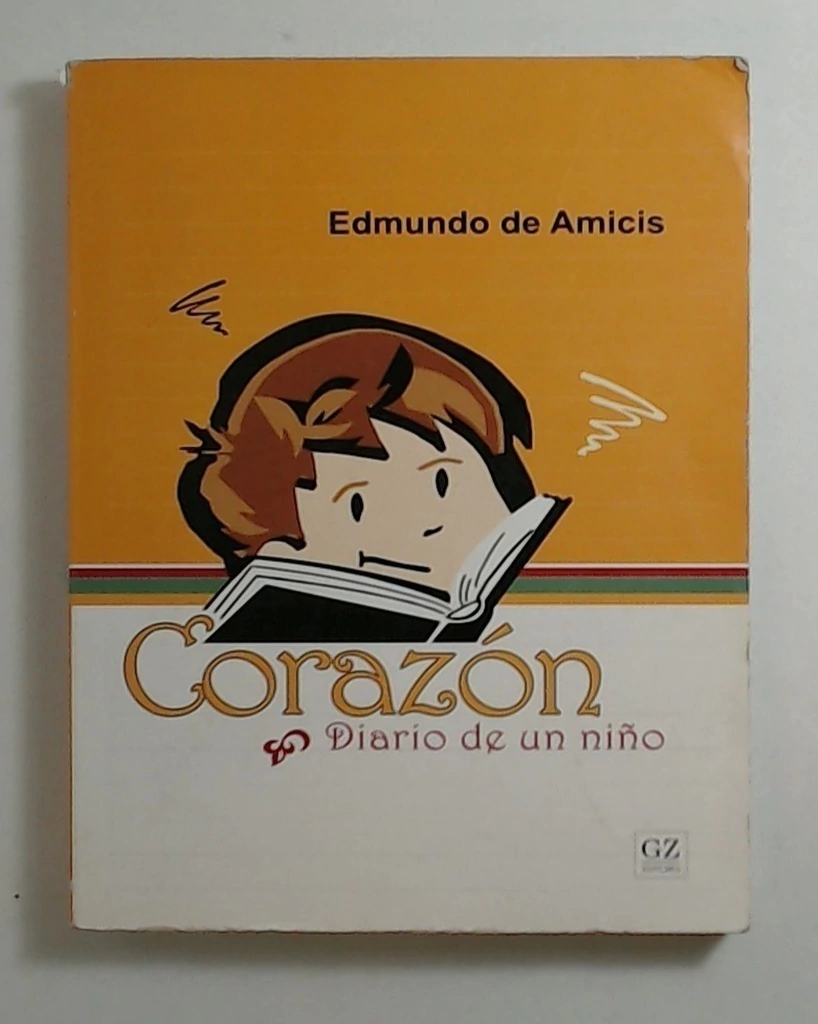 Edmundo de Amicis
Corazón
Diario de un niño
GZ